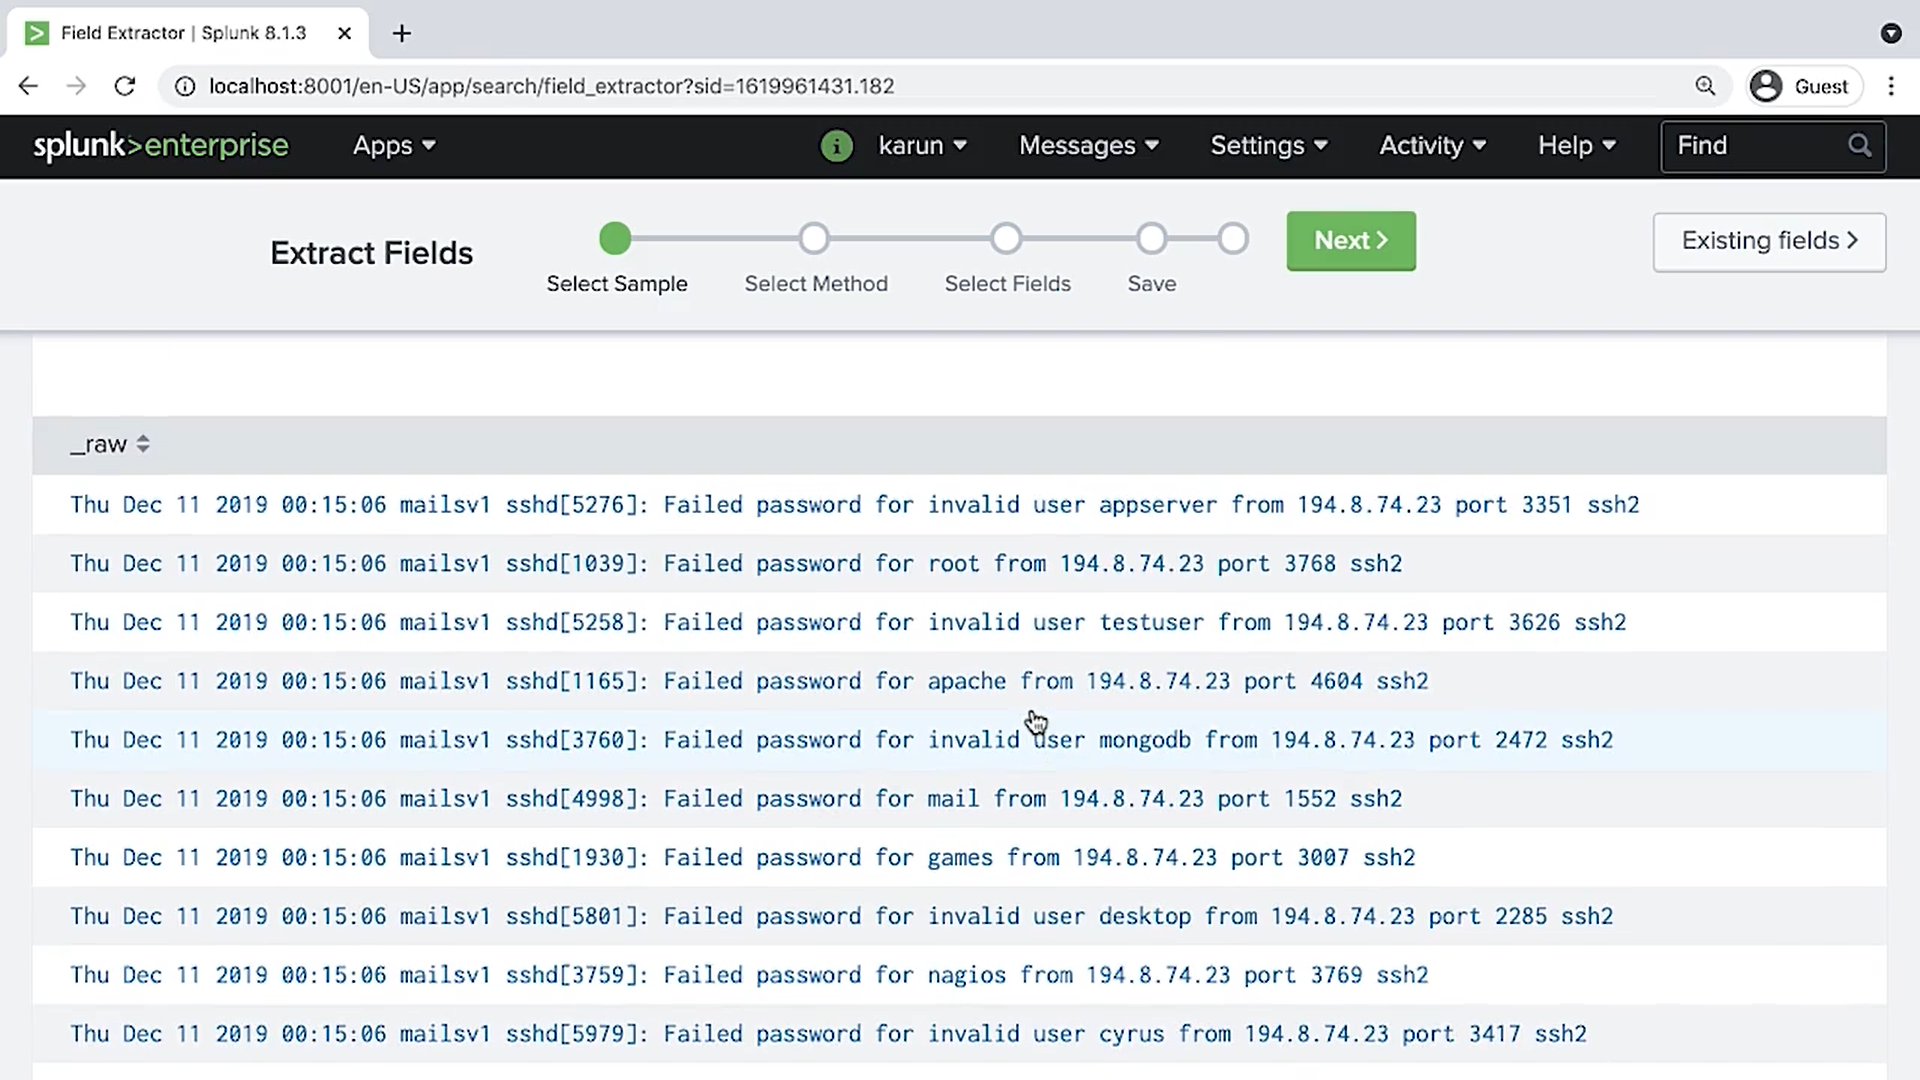 Field Extractor | Splunk 8.1.3
localhost:8001/en-US/app/search/field_extractor?sid=1619961431.182
Guest
splunk>enterprise Apps i karun Messages Settings Activity Help Find
Extract Fields
Select Sample Select Method Select Fields Save
Next >
Existing fields >
_raw
Thu Dec 11 2019 00:15:06 mailsv1 sshd[5276]: Failed password for invalid user appserver from 194.8.74.23 port 3351 ssh2
Thu Dec 11 2019 00:15:06 mailsv1 sshd[1039]: Failed password for root from 194.8.74.23 port 3768 ssh2
Thu Dec 11 2019 00:15:06 mailsv1 sshd[5258]: Failed password for invalid user testuser from 194.8.74.23 port 3626 ssh2
Thu Dec 11 2019 00:15:06 mailsv1 sshd[1165]: Failed password for apache from 194.8.74.23 port 4604 ssh2
Thu Dec 11 2019 00:15:06 mailsv1 sshd[3760]: Failed password for invalid user mongodb from 194.8.74.23 port 2472 ssh2
Thu Dec 11 2019 00:15:06 mailsv1 sshd[4998]: Failed password for mail from 194.8.74.23 port 1552 ssh2
Thu Dec 11 2019 00:15:06 mailsv1 sshd[1930]: Failed password for games from 194.8.74.23 port 3007 ssh2
Thu Dec 11 2019 00:15:06 mailsv1 sshd[5801]: Failed password for invalid user desktop from 194.8.74.23 port 2285 ssh2
Thu Dec 11 2019 00:15:06 mailsv1 sshd[3759]: Failed password for nagios from 194.8.74.23 port 3769 ssh2
Thu Dec 11 2019 00:15:06 mailsv1 sshd[5979]: Failed password for invalid user cyrus from 194.8.74.23 port 3417 ssh2